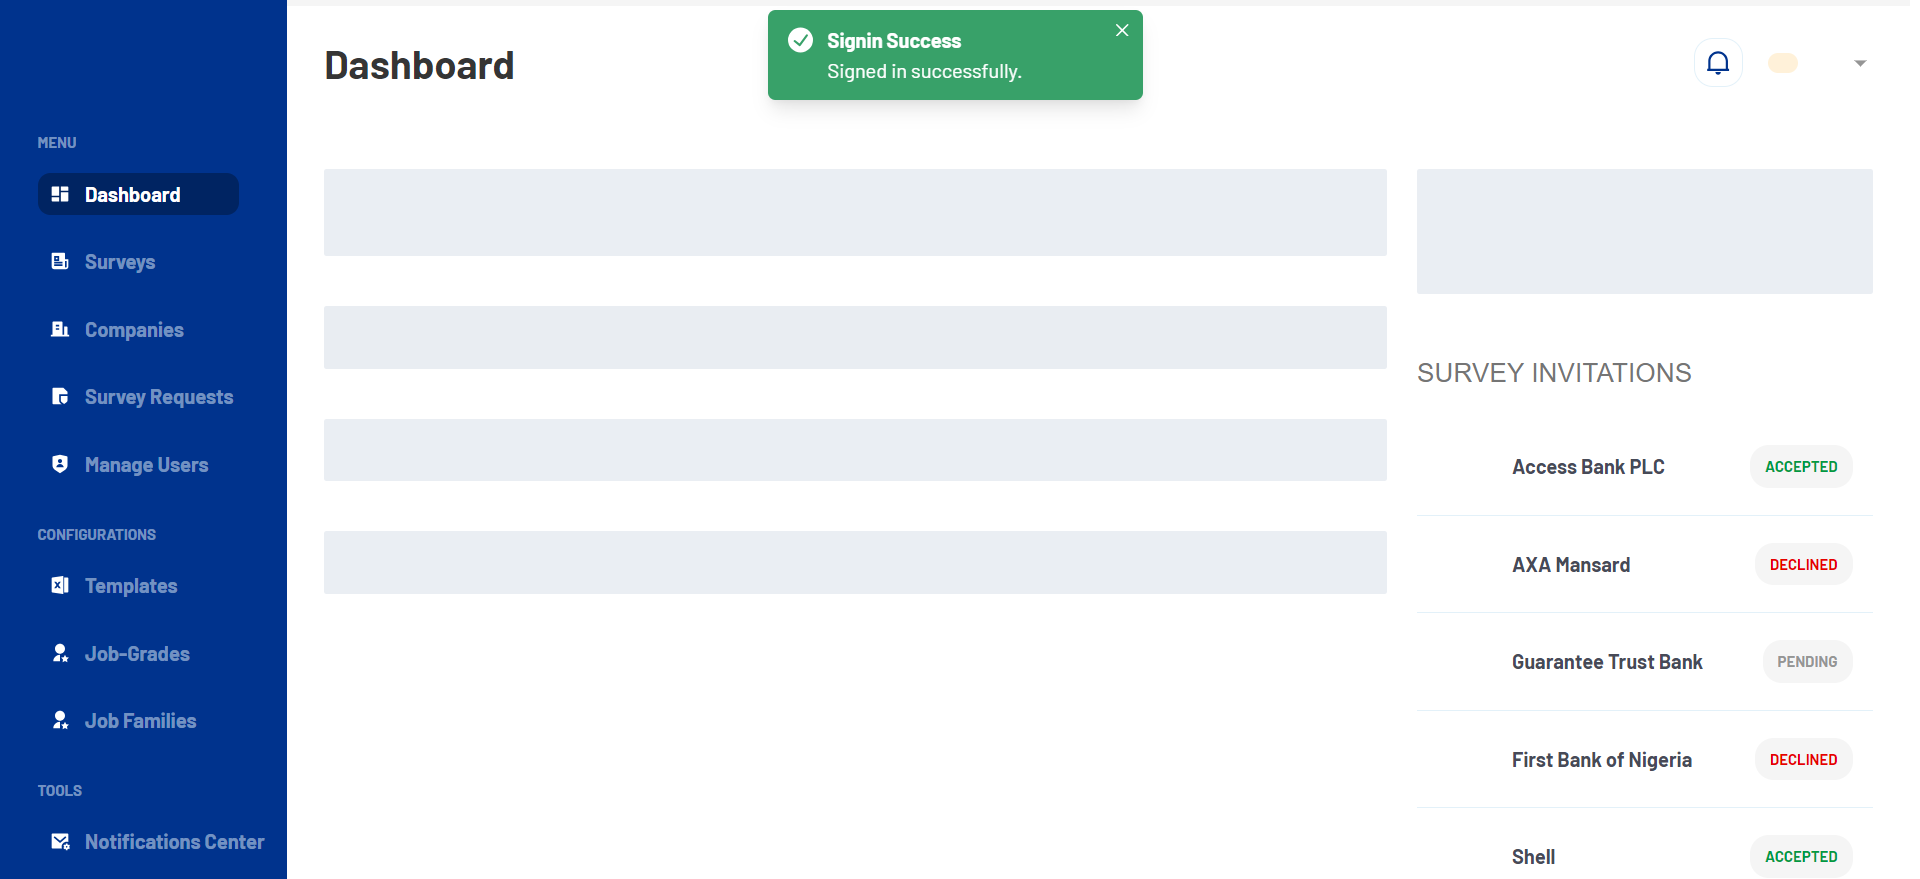 MENU
Dashboard
Surveys
Companies
Survey Requests
Manage Users
CONFIGURATIONS
Templates
Job-Grades
Job Families
TOOLS
Notifications Center
Dashboard
Signin Success
Signed in successfully.
SURVEY INVITATIONS
Access Bank PLC ACCEPTED
AXA Mansard DECLINED
Guarantee Trust Bank PENDING
First Bank of Nigeria DECLINED
Shell ACCEPTED